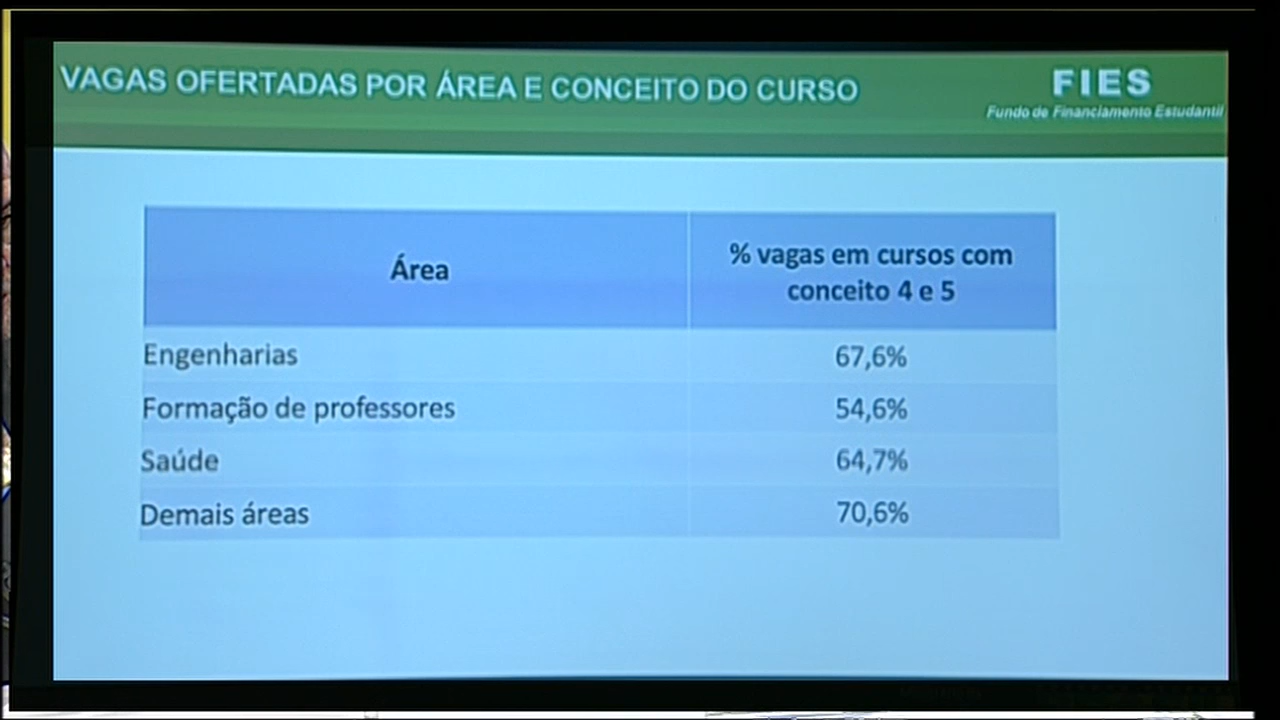 VAGAS OFERTADAS POR ÁREA E CONCEITO DO CURSO
FIES
Fundo de Financiamento Estudantil
Área
% vagas em cursos com
conceito 4 e 5
Engenharias
67,6%
Formação de professores
54,6%
Saúde
64,7%
Demais áreas
70,6%